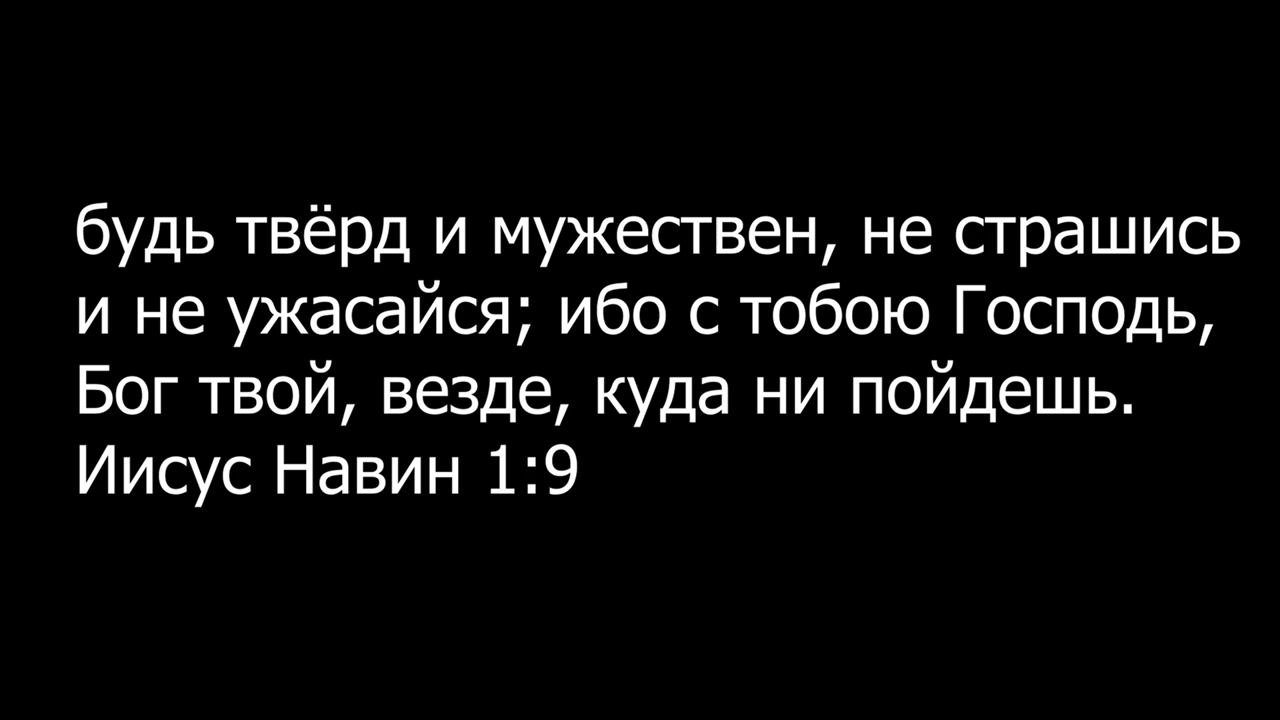 будь твёрд и мужествен, не страшись
и не ужасайся; ибо с тобою Господь,
Бог твой, везде, куда ни пойдешь.
Иисус Навин 1:9